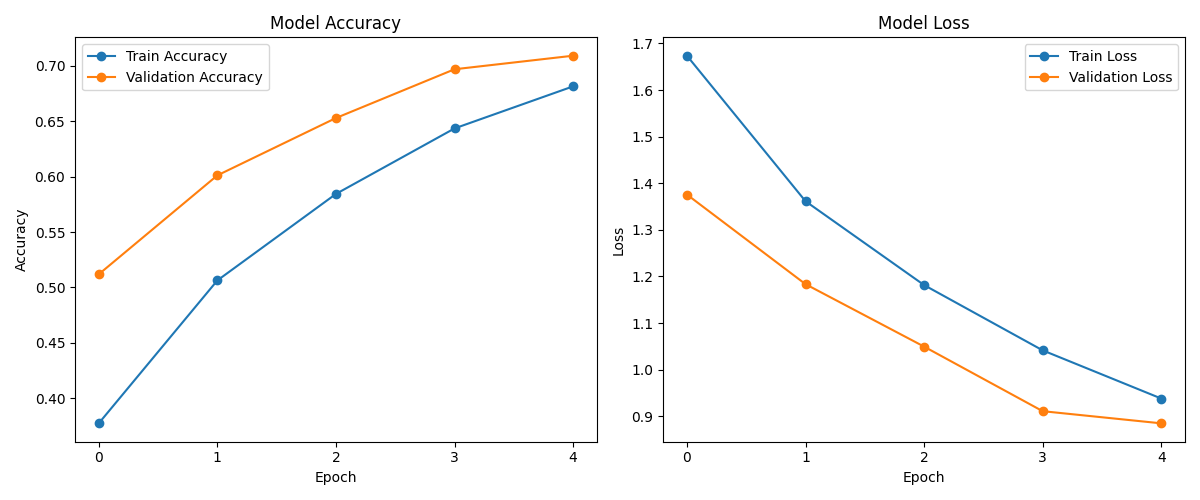 Model Accuracy
Train Accuracy
Validation Accuracy
0.70
0.65
0.60
0.55
0.50
0.45
0.40
Accuracy
0 1 2 3 4
Epoch
Model Loss
Train Loss
Validation Loss
1.7
1.6
1.5
1.4
1.3
1.2
1.1
1.0
0.9
Loss
0 1 2 3 4
Epoch